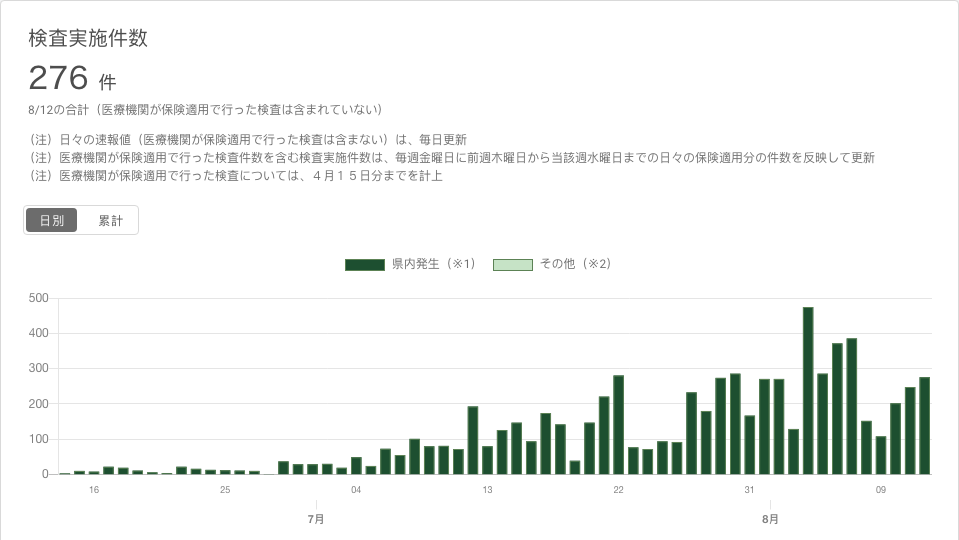 検査実施件数
276 件
8/12の合計（医療機関が保険適用で行った検査は含まれていない）
（注）日々の速報値（医療機関が保険適用で行った検査は含まない）は、毎日更新
（注）医療機関が保険適用で行った検査件数を含む検査実施件数は、毎週金曜日に前週木曜日から当該週水曜日までの日々の保険適用分の件数を反映して更新
（注）医療機関が保険適用で行った検査については、４月１５日分までを計上
日別 累計
県内発生（※1） その他（※2）
500
400
300
200
100
0
16 25 04 13 22 31 09
7月 8月